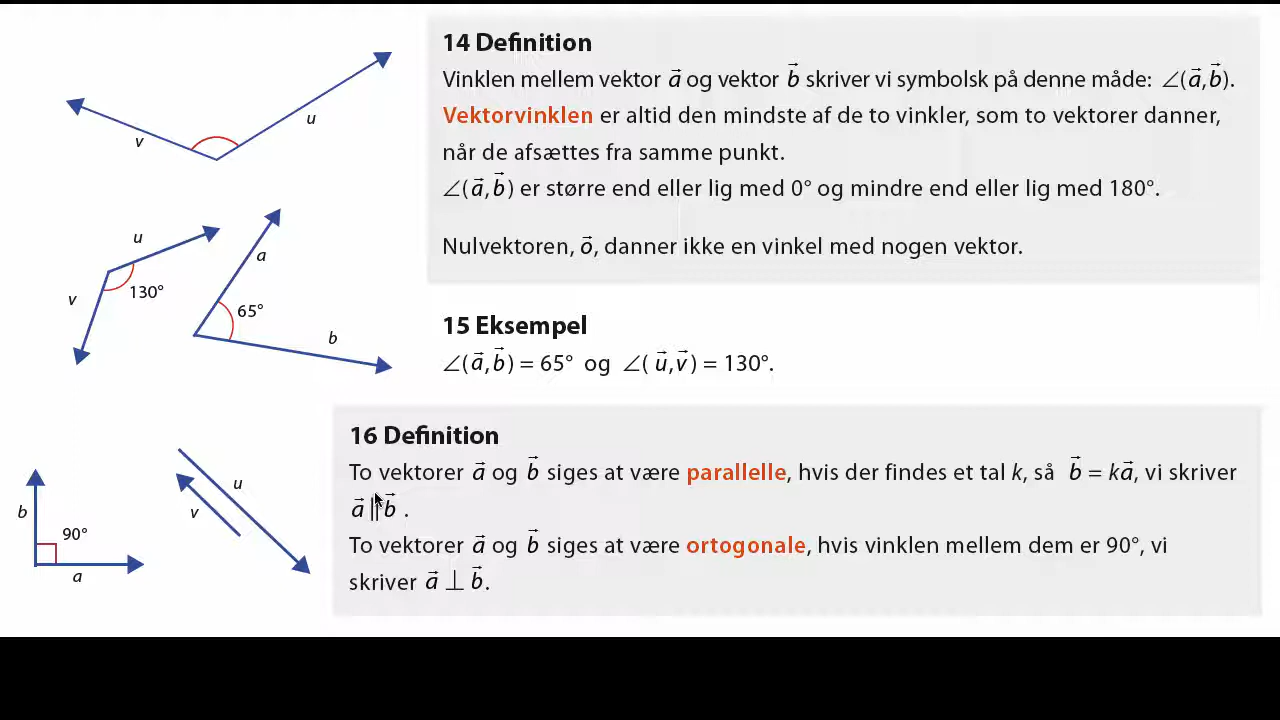 u
v
u
v
130°
a
65°
b
b
90°
a
u
v
14 Definition
Vinklen mellem vektor a⃗ og vektor b⃗ skriver vi symbolsk på denne måde: ∠(a⃗,b⃗).
Vektorvinklen er altid den mindste af de to vinkler, som to vektorer danner,
når de afsættes fra samme punkt.
∠(a⃗,b⃗) er større end eller lig med 0° og mindre end eller lig med 180°.
Nulvektoren, o⃗, danner ikke en vinkel med nogen vektor.
15 Eksempel
∠(a⃗,b⃗) = 65° og ∠( u⃗,v⃗) = 130°.
16 Definition
To vektorer a⃗ og b⃗ siges at være parallelle, hvis der findes et tal k, så b⃗ = ka⃗, vi skriver
a⃗ || b⃗ .
To vektorer a⃗ og b⃗ siges at være ortogonale, hvis vinklen mellem dem er 90°, vi
skriver a⃗ ⊥ b⃗.